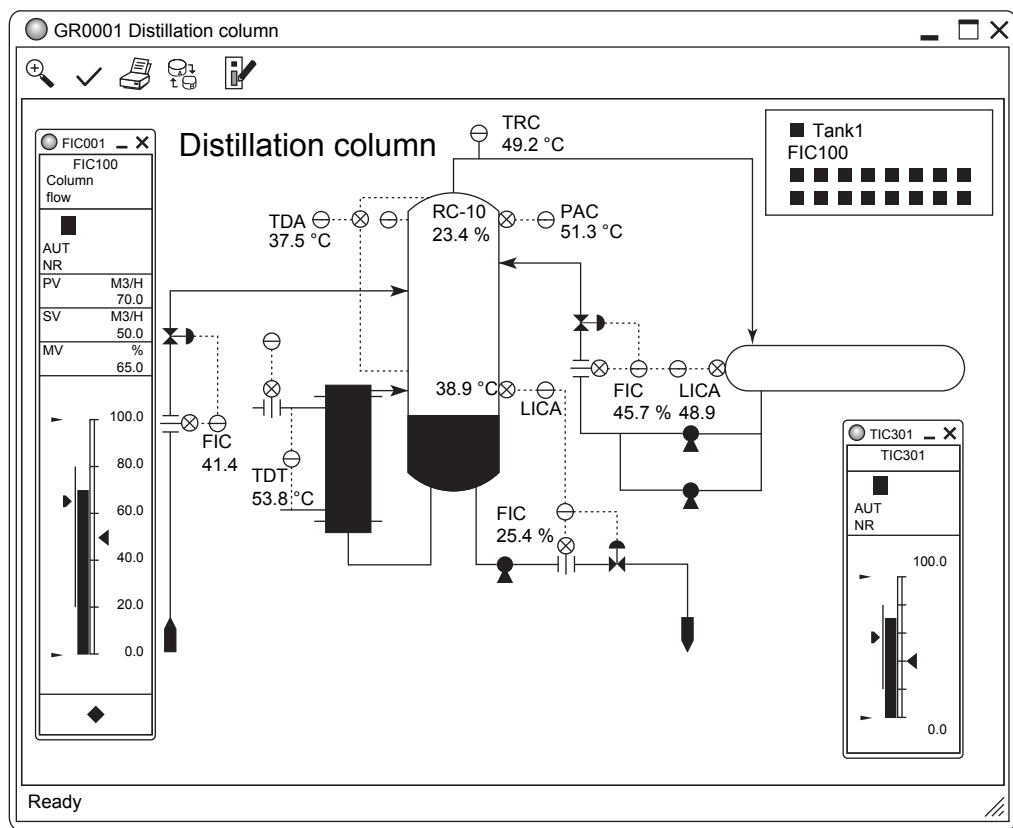 GR0001 Distillation column
FIC001
FIC100
Column
flow
AUT
NR
PV M3/H
70.0
SV M3/H
50.0
MV %
65.0
100.0
80.0
60.0
40.0
20.0
0.0
Distillation column
TRC
49.2 °C
Tank1
FIC100
TDA
37.5 °C
RC-10
23.4 %
PAC
51.3 °C
38.9 °C
LICA
FIC
45.7 %
LICA
48.9
FIC
41.4
TDT
53.8 °C
FIC
25.4 %
TIC301
TIC301
AUT
NR
100.0
0.0
Ready